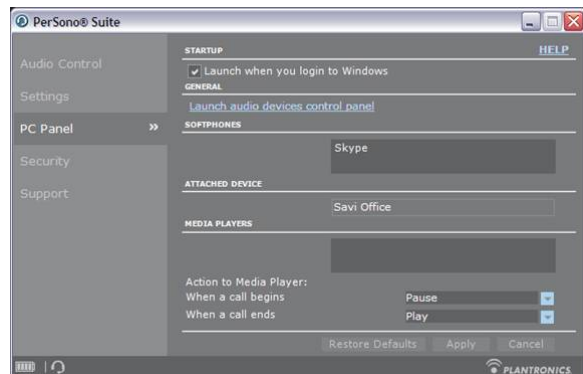 PerSono® Suite
Audio Control
Settings
PC Panel »
Security
Support
STARTUP HELP
Launch when you login to Windows
GENERAL
Launch audio devices control panel
SOFTPHONES
Skype
ATTACHED DEVICE
Savi Office
MEDIA PLAYERS
Action to Media Player:
When a call begins Pause
When a call ends Play
Restore Defaults Apply Cancel
PLANTRONICS